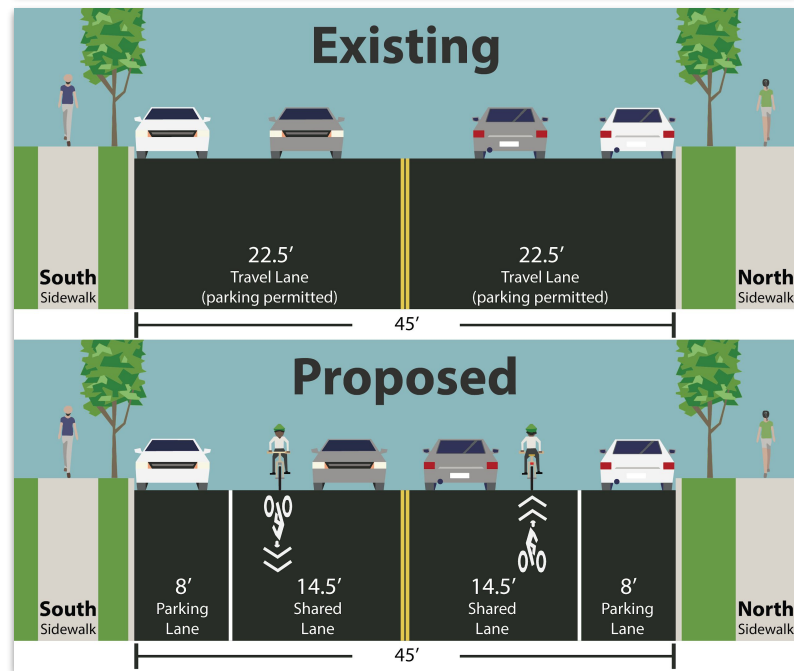 Existing
22.5’
Travel Lane
(parking permitted)
22.5’
Travel Lane
(parking permitted)
South
Sidewalk
North
Sidewalk
45’
Proposed
8’
Parking
Lane
14.5’
Shared
Lane
14.5’
Shared
Lane
8’
Parking
Lane
South
Sidewalk
North
Sidewalk
45’